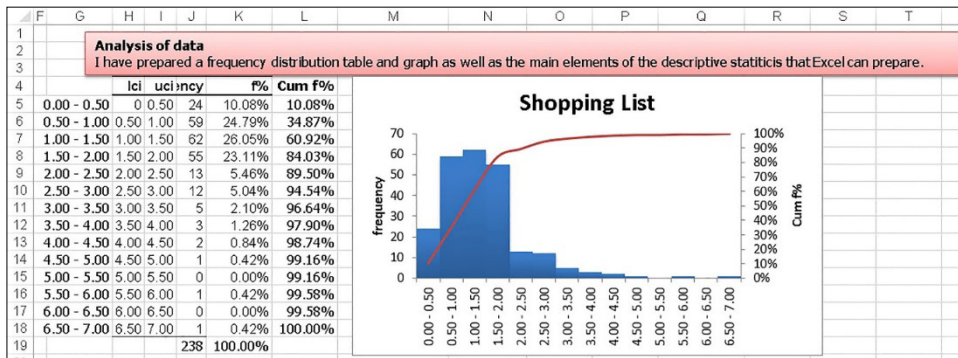 F G H I J K L M N O P Q R S T
1
2 Analysis of data
3 I have prepared a frequency distribution table and graph as well as the main elements of the descriptive statiticis that Excel can prepare.
4 lci uci ency f% Cum f%
5 0.00 - 0.50 0 0.50 24 10.08% 10.08%
6 0.50 - 1.00 0.50 1.00 59 24.79% 34.87%
7 1.00 - 1.50 1.00 1.50 62 26.05% 60.92%
8 1.50 - 2.00 1.50 2.00 55 23.11% 84.03%
9 2.00 - 2.50 2.00 2.50 13 5.46% 89.50%
10 2.50 - 3.00 2.50 3.00 12 5.04% 94.54%
11 3.00 - 3.50 3.00 3.50 5 2.10% 96.64%
12 3.50 - 4.00 3.50 4.00 3 1.26% 97.90%
13 4.00 - 4.50 4.00 4.50 2 0.84% 98.74%
14 4.50 - 5.00 4.50 5.00 1 0.42% 99.16%
15 5.00 - 5.50 5.00 5.50 0 0.00% 99.16%
16 5.50 - 6.00 5.50 6.00 1 0.42% 99.58%
17 6.00 - 6.50 6.00 6.50 0 0.00% 99.58%
18 6.50 - 7.00 6.50 7.00 1 0.42% 100.00%
19 238 100.00%
Shopping List
frequency
70
60
50
40
30
20
10
0
100%
90%
80%
70%
60%
50%
40%
30%
20%
10%
0%
Cum f%
0.00 - 0.50
0.50 - 1.00
1.00 - 1.50
1.50 - 2.00
2.00 - 2.50
2.50 - 3.00
3.00 - 3.50
3.50 - 4.00
4.00 - 4.50
4.50 - 5.00
5.00 - 5.50
5.50 - 6.00
6.00 - 6.50
6.50 - 7.00